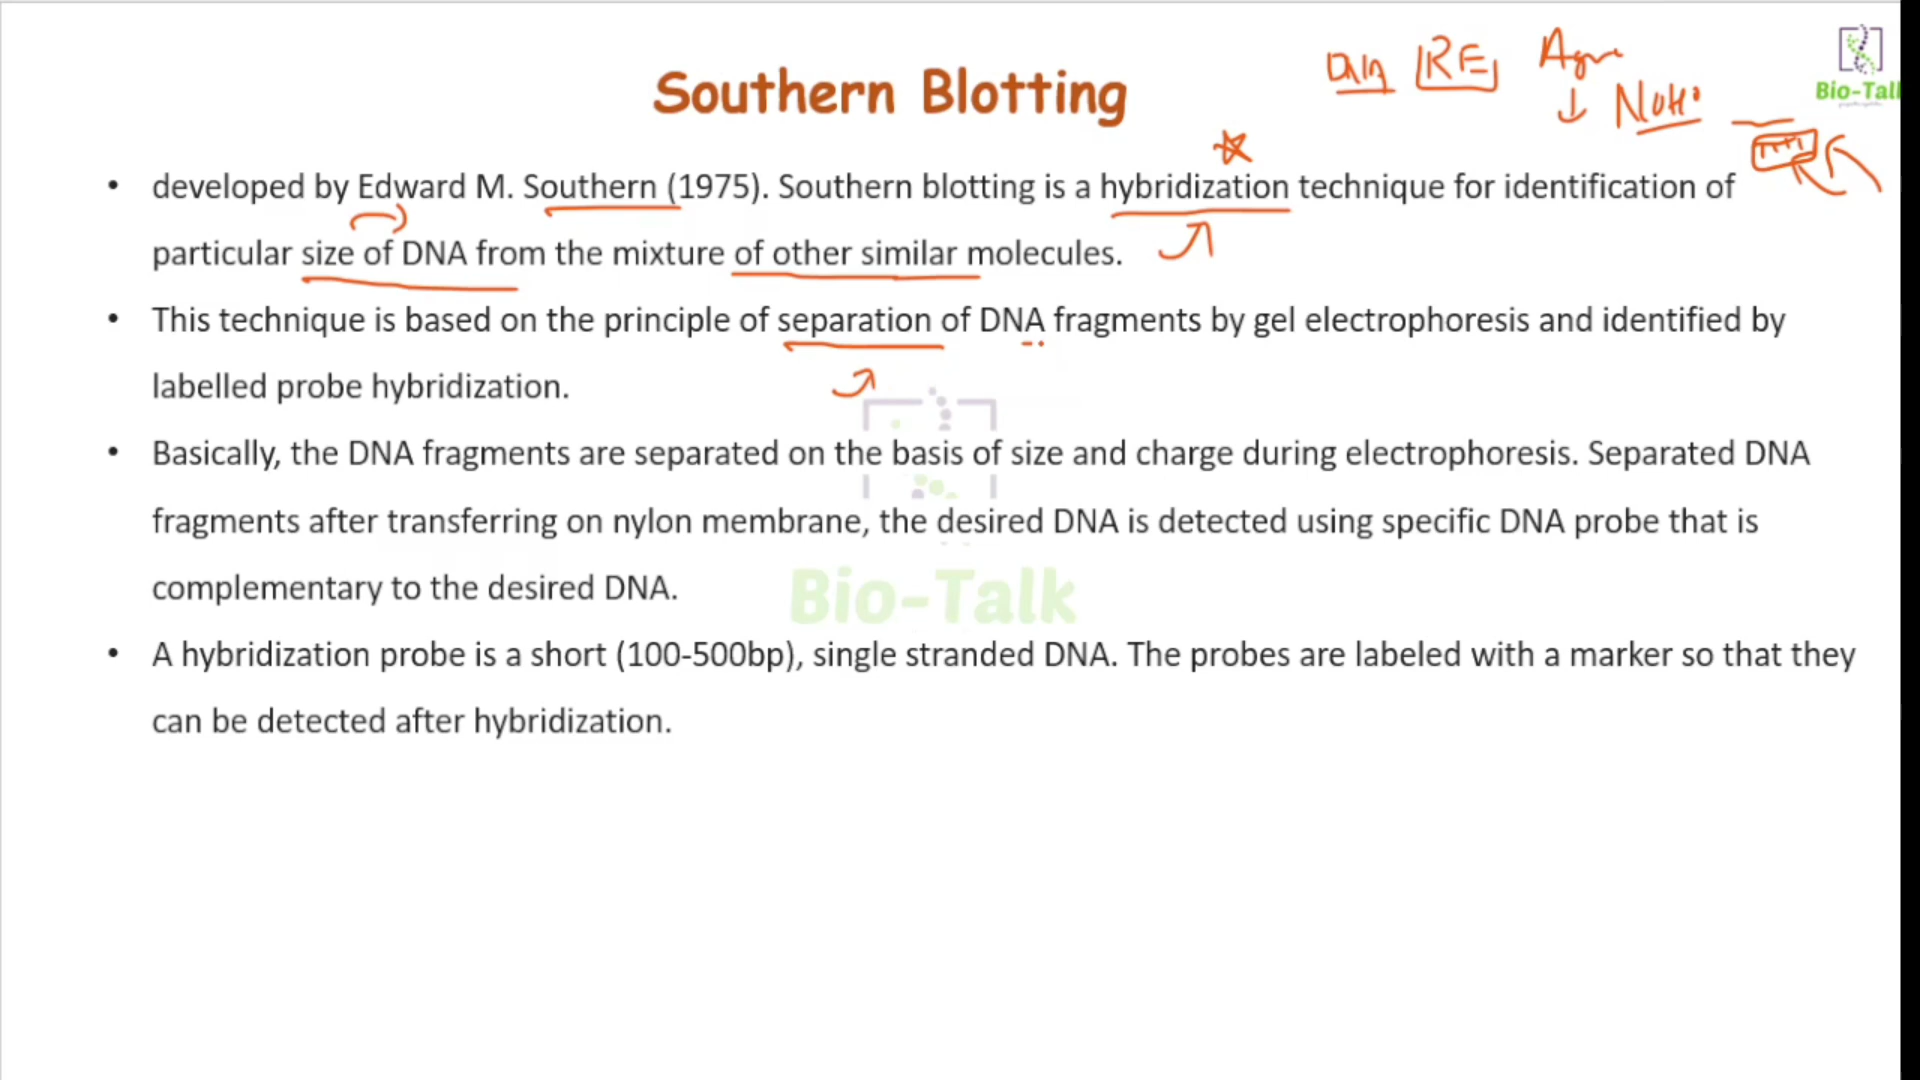 Southern Blotting
RE
Bio-Tal
• developed by Edward M. Southern (1975). Southern blotting is a hybridization technique for identification of
particular size of DNA from the mixture of other similar molecules.
• This technique is based on the principle of separation of DNA fragments by gel electrophoresis and identified by
labelled probe hybridization.
• Basically, the DNA fragments are separated on the basis of size and charge during electrophoresis. Separated DNA
fragments after transferring on nylon membrane, the desired DNA is detected using specific DNA probe that is
complementary to the desired DNA.
Bio-Talk
• A hybridization probe is a short (100-500bp), single stranded DNA. The probes are labeled with a marker so that they
can be detected after hybridization.